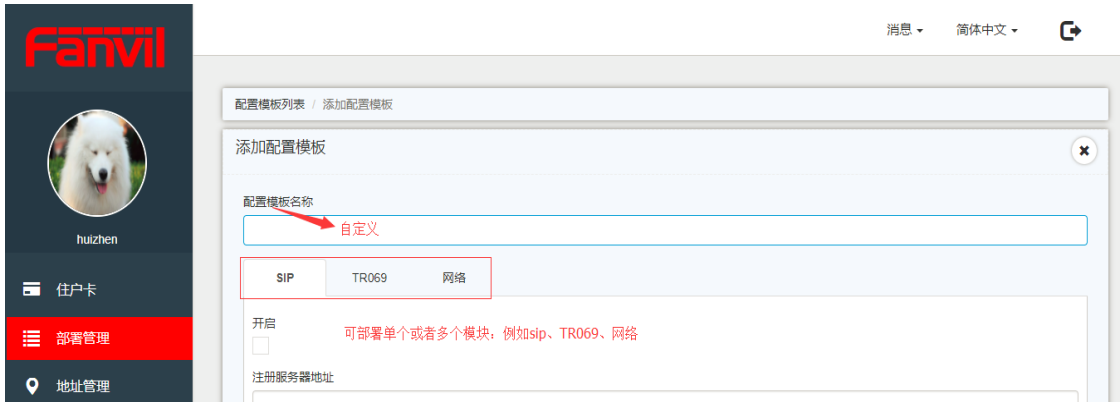 Fanvil
消息
简体中文
配置模板列表 / 添加配置模板
添加配置模板
配置模板名称
自定义
huizhen
SIP TR069 网络
住户卡
开启
可部署单个或者多个模块：例如sip、TR069、网络
部署管理
注册服务器地址
地址管理